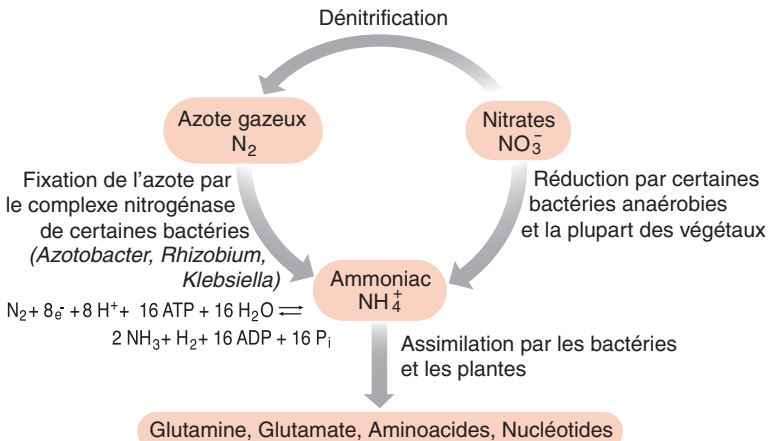 Dénitrification
Azote gazeux
N₂
Nitrates
NO₃⁻
Fixation de l'azote par
le complexe nitrogénase
de certaines bactéries
(Azotobacter, Rhizobium,
Klebsiella)
Réduction par certaines
bactéries anaérobies
et la plupart des végétaux
Ammoniac
NH₄⁺
N₂ + 8e⁻ + 8 H⁺ + 16 ATP + 16 H₂O ⇌
2 NH₃ + H₂ + 16 ADP + 16 Pᵢ
Assimilation par les bactéries
et les plantes
Glutamine, Glutamate, Aminoacides, Nucléotides